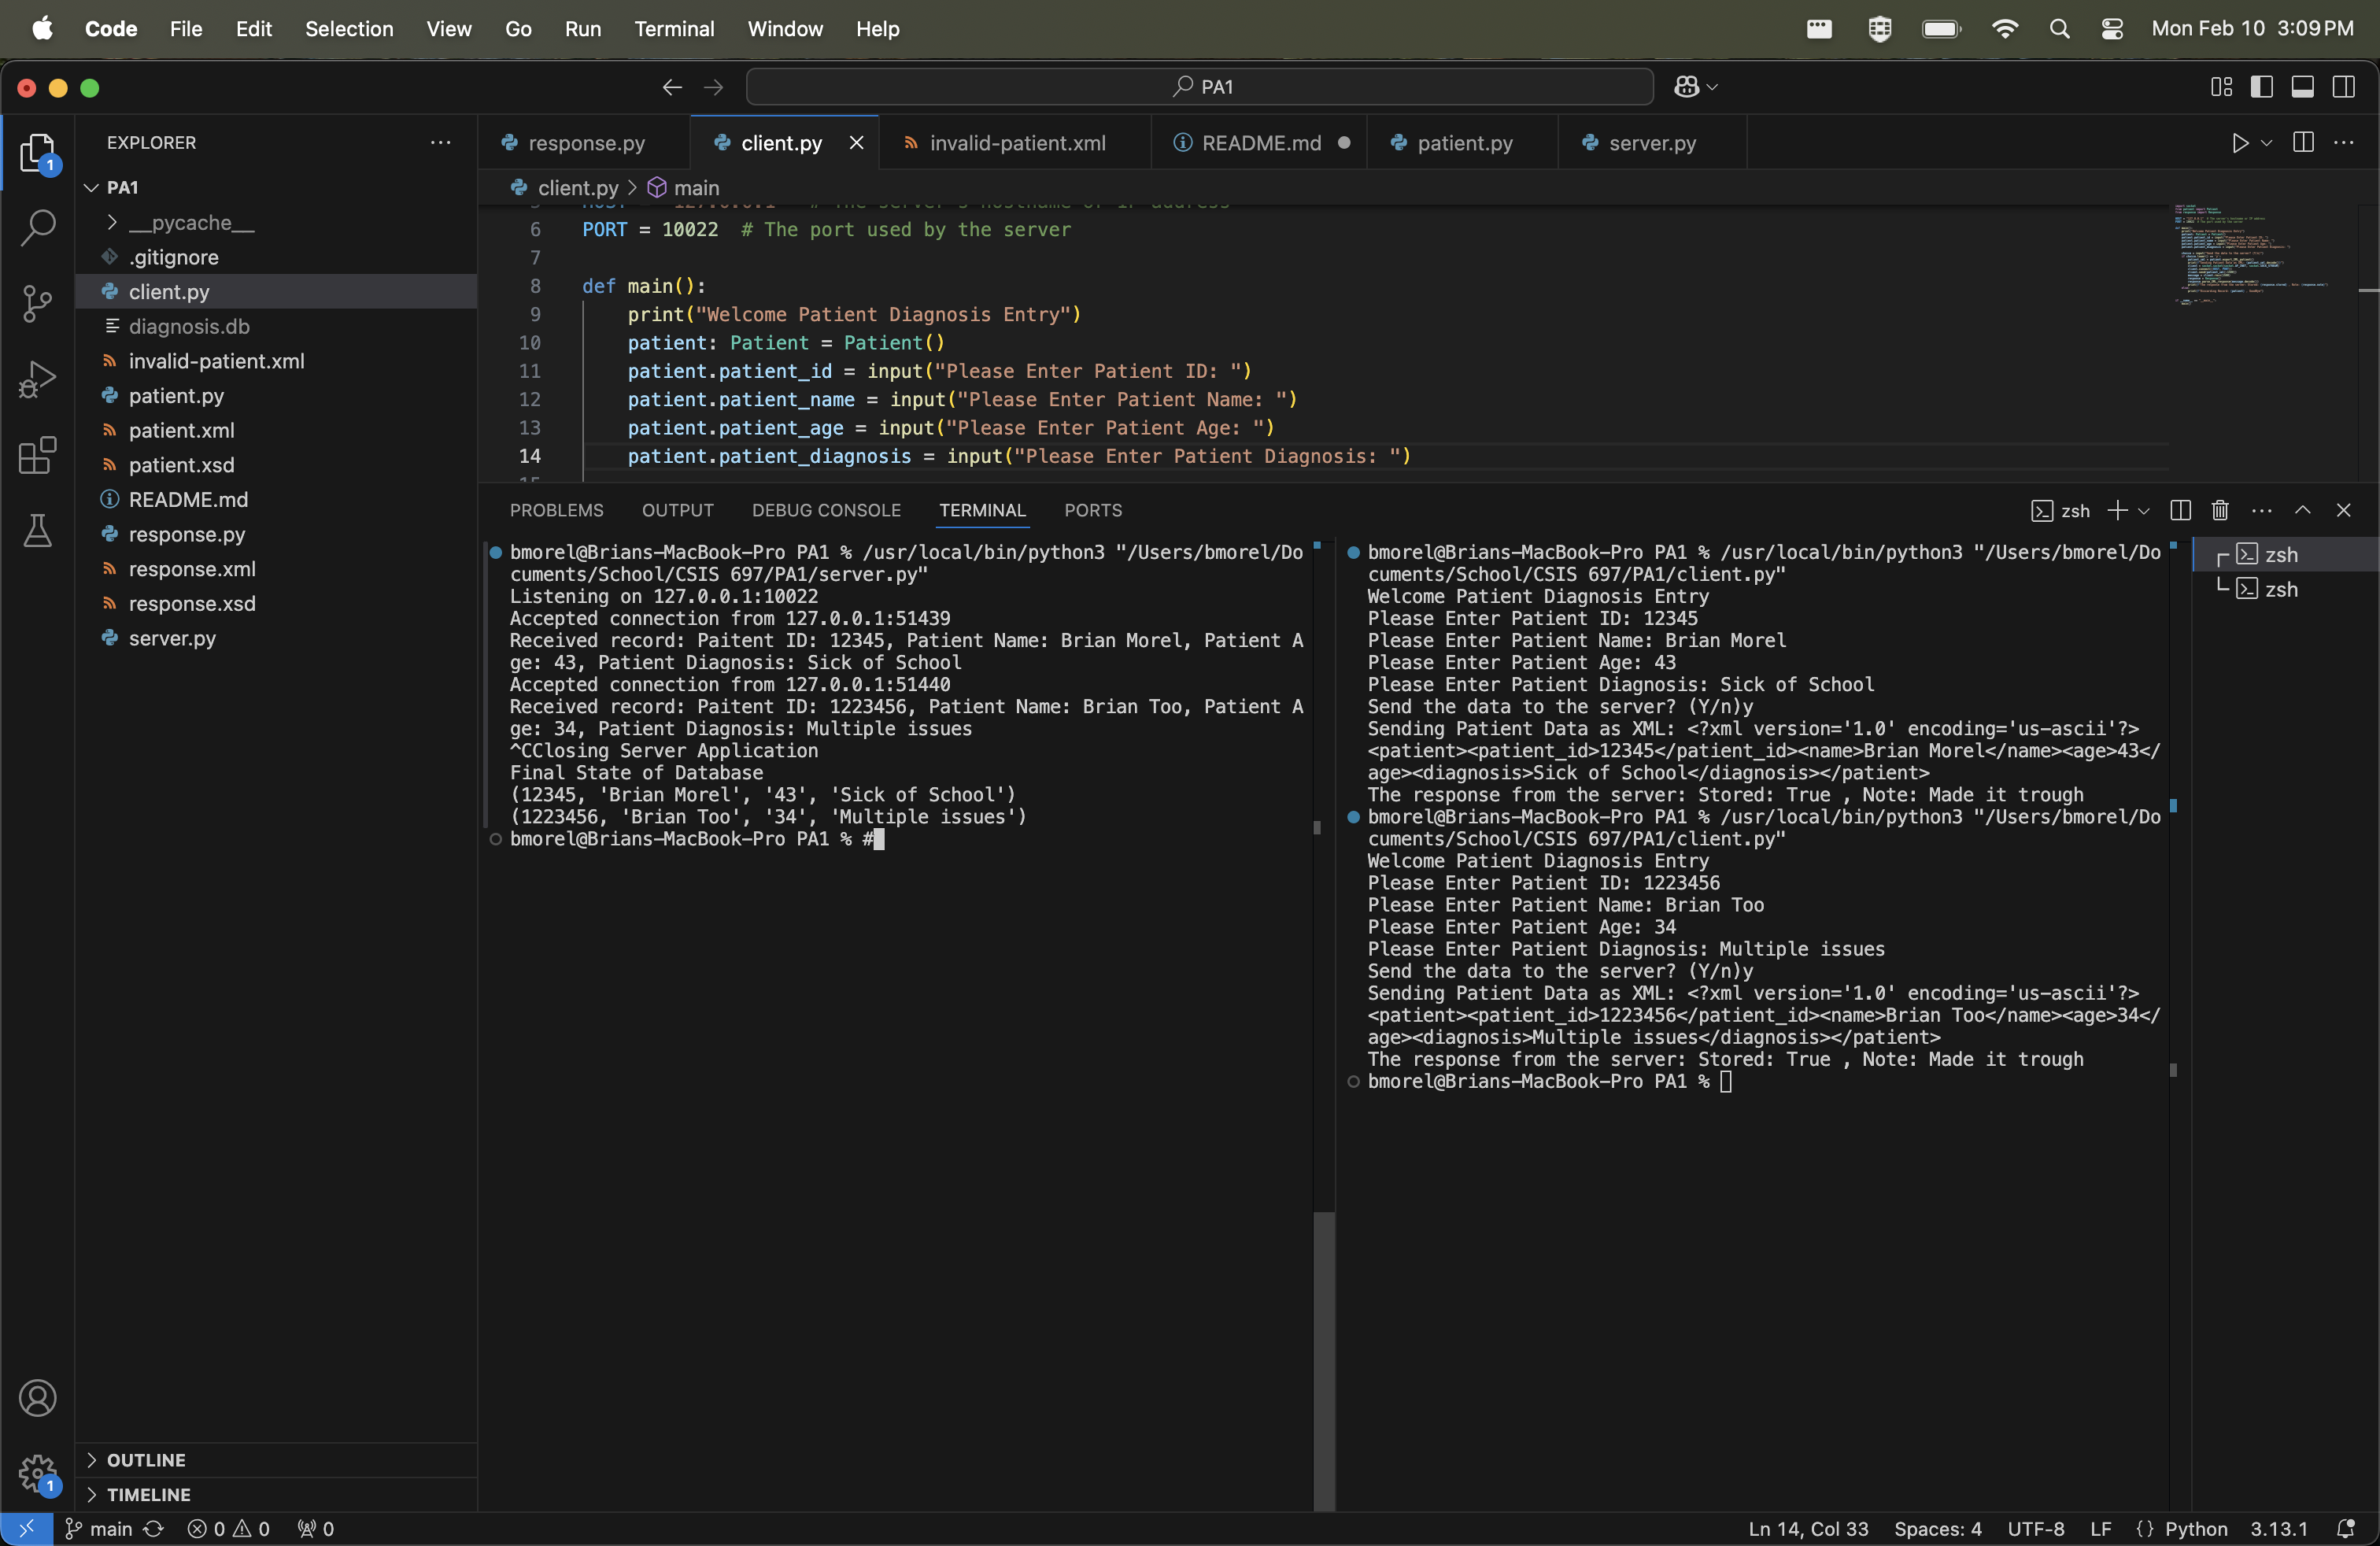 Code File Edit Selection View Go Run Terminal Window Help Mon Feb 10 3:09 PM
PA1
EXPLORER
response.py client.py invalid-patient.xml README.md patient.py server.py
client.py > main
PA1
__pycache__
.gitignore
client.py
diagnosis.db
invalid-patient.xml
patient.py
patient.xml
patient.xsd
README.md
response.py
response.xml
response.xsd
server.py
OUTLINE
TIMELINE
6 PORT = 10022 # The port used by the server
7
8 def main():
9 print("Welcome Patient Diagnosis Entry")
10 patient: Patient = Patient()
11 patient.patient_id = input("Please Enter Patient ID: ")
12 patient.patient_name = input("Please Enter Patient Name: ")
13 patient.patient_age = input("Please Enter Patient Age: ")
14 patient.patient_diagnosis = input("Please Enter Patient Diagnosis: ")
PROBLEMS OUTPUT DEBUG CONSOLE TERMINAL PORTS zsh
bmorel@Brians-MacBook-Pro PA1 % /usr/local/bin/python3 "/Users/bmorel/Do
cuments/School/CSIS 697/PA1/server.py"
Listening on 127.0.0.1:10022
Accepted connection from 127.0.0.1:51439
Received record: Paitent ID: 12345, Patient Name: Brian Morel, Patient A
ge: 43, Patient Diagnosis: Sick of School
Accepted connection from 127.0.0.1:51440
Received record: Paitent ID: 1223456, Patient Name: Brian Too, Patient A
ge: 34, Patient Diagnosis: Multiple issues
^CClosing Server Application
Final State of Database
(12345, 'Brian Morel', '43', 'Sick of School')
(1223456, 'Brian Too', '34', 'Multiple issues')
bmorel@Brians-MacBook-Pro PA1 % #
bmorel@Brians-MacBook-Pro PA1 % /usr/local/bin/python3 "/Users/bmorel/Do
cuments/School/CSIS 697/PA1/client.py"
Welcome Patient Diagnosis Entry
Please Enter Patient ID: 12345
Please Enter Patient Name: Brian Morel
Please Enter Patient Age: 43
Please Enter Patient Diagnosis: Sick of School
Send the data to the server? (Y/n)y
Sending Patient Data as XML: <?xml version='1.0' encoding='us-ascii'?>
<patient><patient_id>12345</patient_id><name>Brian Morel</name><age>43</
age><diagnosis>Sick of School</diagnosis></patient>
The response from the server: Stored: True , Note: Made it trough
bmorel@Brians-MacBook-Pro PA1 % /usr/local/bin/python3 "/Users/bmorel/Do
cuments/School/CSIS 697/PA1/client.py"
Welcome Patient Diagnosis Entry
Please Enter Patient ID: 1223456
Please Enter Patient Name: Brian Too
Please Enter Patient Age: 34
Please Enter Patient Diagnosis: Multiple issues
Send the data to the server? (Y/n)y
Sending Patient Data as XML: <?xml version='1.0' encoding='us-ascii'?>
<patient><patient_id>1223456</patient_id><name>Brian Too</name><age>34</
age><diagnosis>Multiple issues</diagnosis></patient>
The response from the server: Stored: True , Note: Made it trough
bmorel@Brians-MacBook-Pro PA1 %
zsh
zsh
1
1
main 0 0 0 Ln 14, Col 33 Spaces: 4 UTF-8 LF {} Python 3.13.1